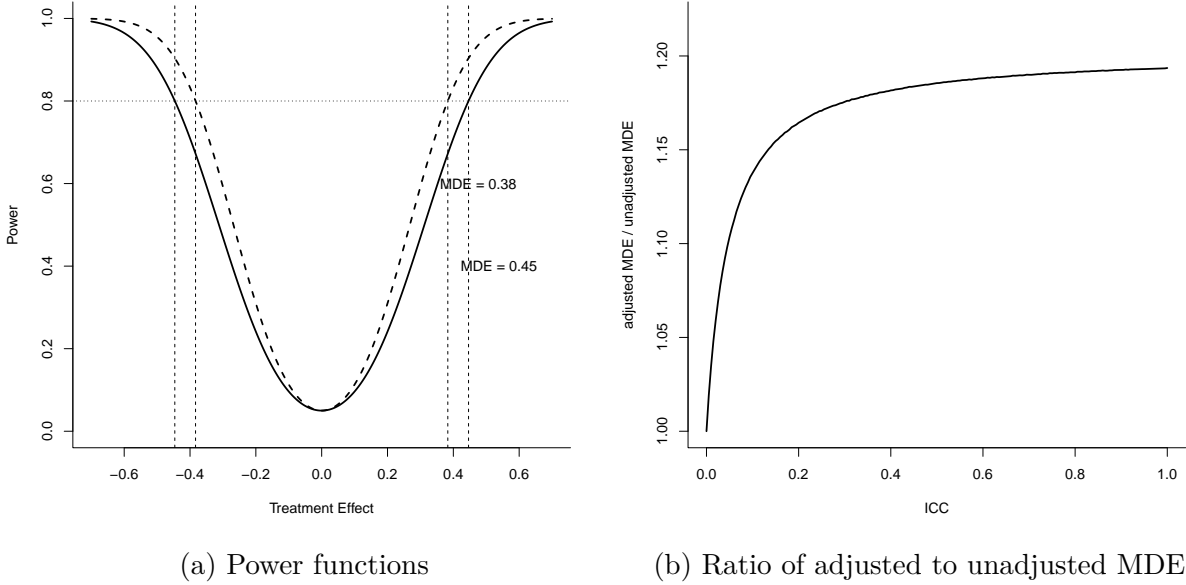 1.0
0.8
0.6
0.4
0.2
0.0
Power
MDE = 0.38
MDE = 0.45
−0.6 −0.4 −0.2 0.0 0.2 0.4 0.6
Treatment Effect
(a) Power functions
1.20
1.15
1.10
1.05
1.00
adjusted MDE / unadjusted MDE
0.0 0.2 0.4 0.6 0.8 1.0
ICC
(b) Ratio of adjusted to unadjusted MDE